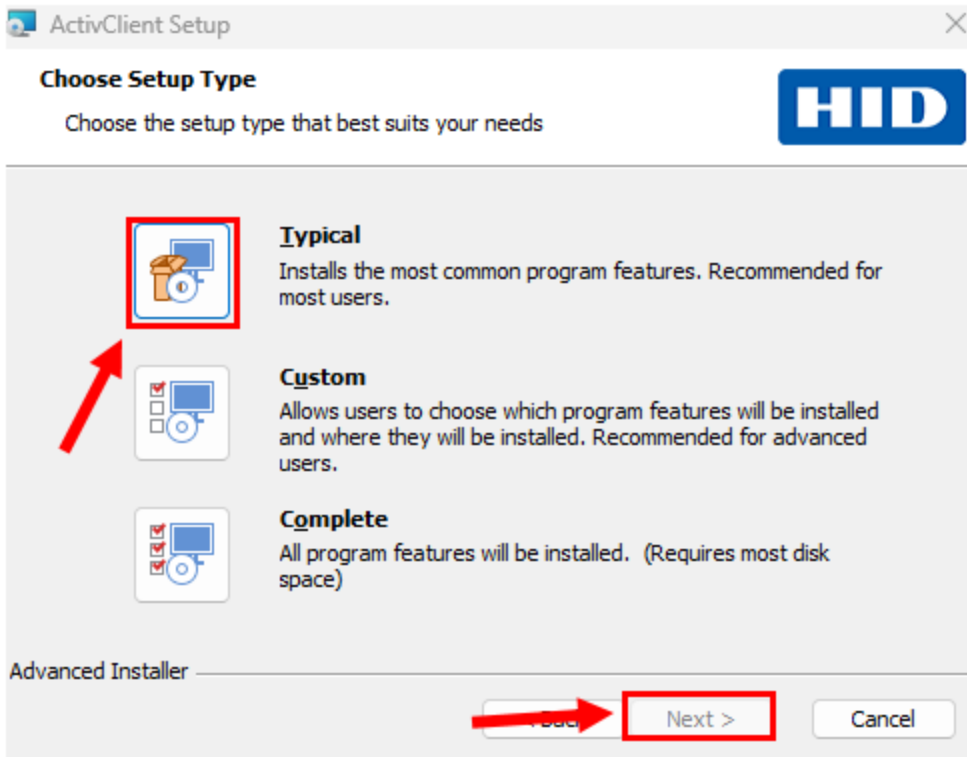 ActivClient Setup
Choose Setup Type
Choose the setup type that best suits your needs
HID
Typical
Installs the most common program features. Recommended for
most users.
Custom
Allows users to choose which program features will be installed
and where they will be installed. Recommended for advanced
users.
Complete
All program features will be installed. (Requires most disk
space)
Advanced Installer
Next >
Cancel